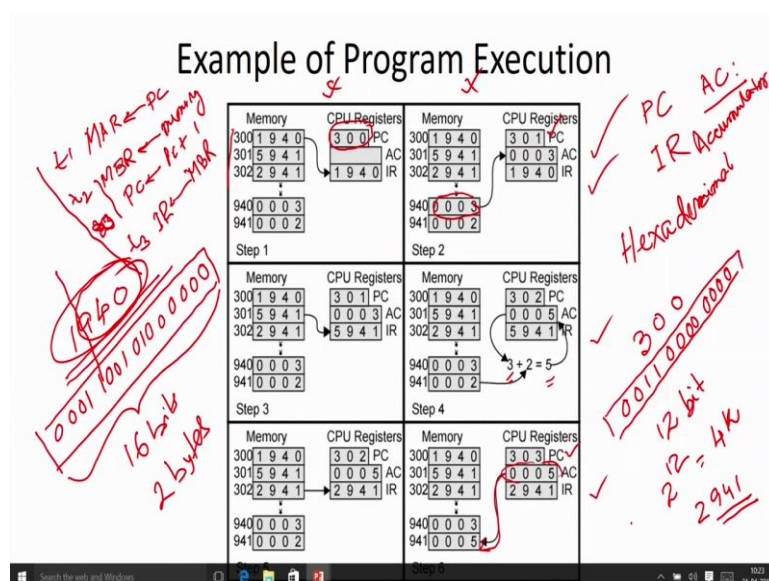 Example of Program Execution
Memory CPU Registers
300 1 9 4 0 3 0 0 PC
301 5 9 4 1 AC
302 2 9 4 1 1 9 4 0 IR
940 0 0 0 3
941 0 0 0 2
Step 1
Memory CPU Registers
300 1 9 4 0 3 0 1 PC
301 5 9 4 1 0 0 0 3 AC
302 2 9 4 1 1 9 4 0 IR
940 0 0 0 3
941 0 0 0 2
Step 2
Memory CPU Registers
300 1 9 4 0 3 0 1 PC
301 5 9 4 1 0 0 0 3 AC
302 2 9 4 1 5 9 4 1 IR
940 0 0 0 3
941 0 0 0 2
Step 3
Memory CPU Registers
300 1 9 4 0 3 0 2 PC
301 5 9 4 1 0 0 0 5 AC
302 2 9 4 1 5 9 4 1 IR
940 0 0 0 3 3 + 2 = 5
941 0 0 0 2
Step 4
Memory CPU Registers
300 1 9 4 0 3 0 2 PC
301 5 9 4 1 0 0 0 5 AC
302 2 9 4 1 2 9 4 1 IR
940 0 0 0 3
941 0 0 0 2
Memory CPU Registers
300 1 9 4 0 3 0 3 PC
301 5 9 4 1 0 0 0 5 AC
302 2 9 4 1 2 9 4 1 IR
940 0 0 0 3
941 0 0 0 5
t1 MAR ← PC
t2 MBR ← memory
PC ← PC + 1
t3 IR ← MBR
1940
0001 1001 0100 0000
16 bits
2 bytes
PC AC:
IR Accumulator
Hexadecimal
300
0011 0000 0000
12 bit
2^12 = 4K
2941
Search the web and Windows
10:23